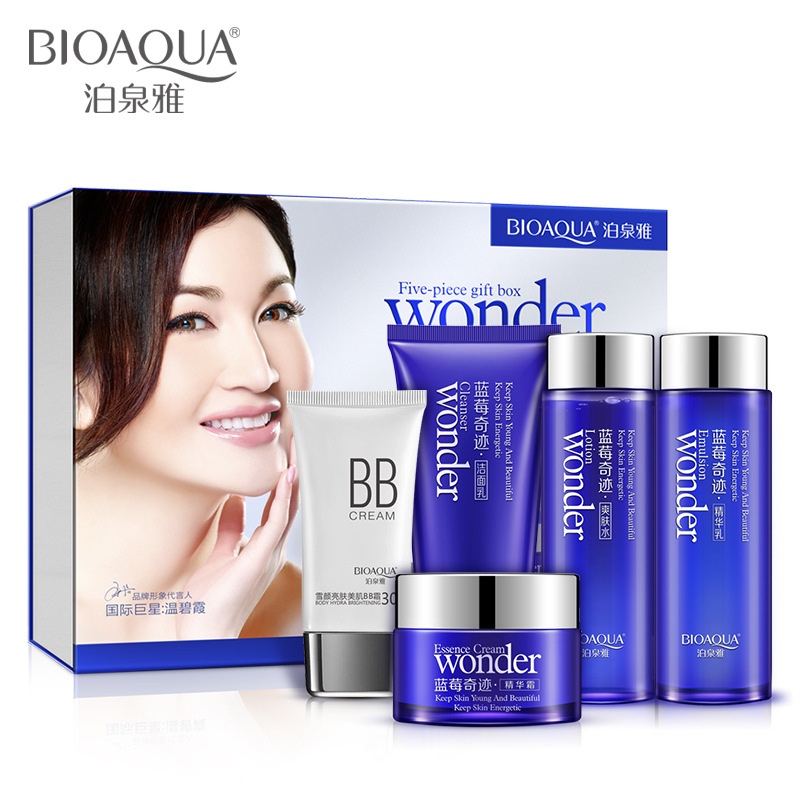 BIOAQUA®
泊泉雅
BIOAQUA® 泊泉雅
Five-piece gift box
wonder
品牌形象代言人
国际巨星:温碧霞
BB
CREAM
BIOAQUA
泊泉雅
雪颜亮肤美肌BB霜
BODY HYDRA BRIGHTENING
30
Keep Skin Young And Beautiful
Keep Skin Energetic
蓝莓奇迹·洁面乳
Cleanser
wonder
Keep Skin Young And Beautiful
Keep Skin Energetic
蓝莓奇迹·爽肤水
Lotion
wonder
BIOAQUA®
泊泉雅
Keep Skin Young And Beautiful
Keep Skin Energetic
蓝莓奇迹·精华乳
Emulsion
wonder
BIOAQUA®
泊泉雅
Essence Cream
wonder
蓝莓奇迹·精华霜
Keep Skin Young And Beautiful
Keep Skin Energetic